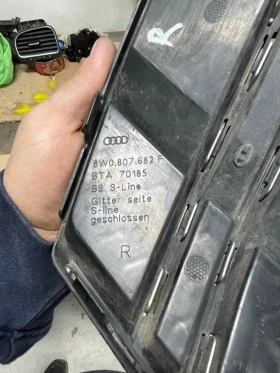 R
8W0.807.682 F
BTA 70185
B9 S-Line
Gitter seite
S-line
geschlossen
R